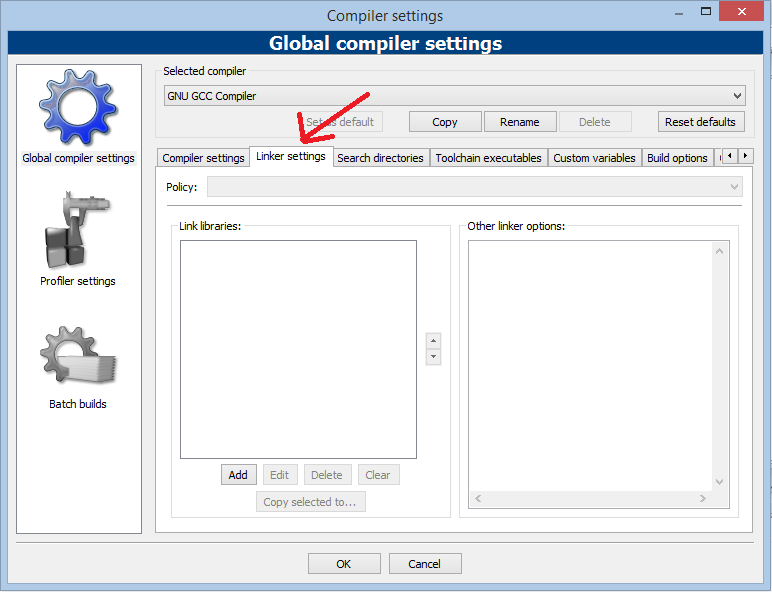 Compiler settings
Global compiler settings
Global compiler settings
Profiler settings
Batch builds
Selected compiler
GNU GCC Compiler
Set as default
Copy
Rename
Delete
Reset defaults
Compiler settings
Linker settings
Search directories
Toolchain executables
Custom variables
Build options
Policy:
Link libraries:
Add
Edit
Delete
Clear
Copy selected to...
Other linker options:
OK
Cancel